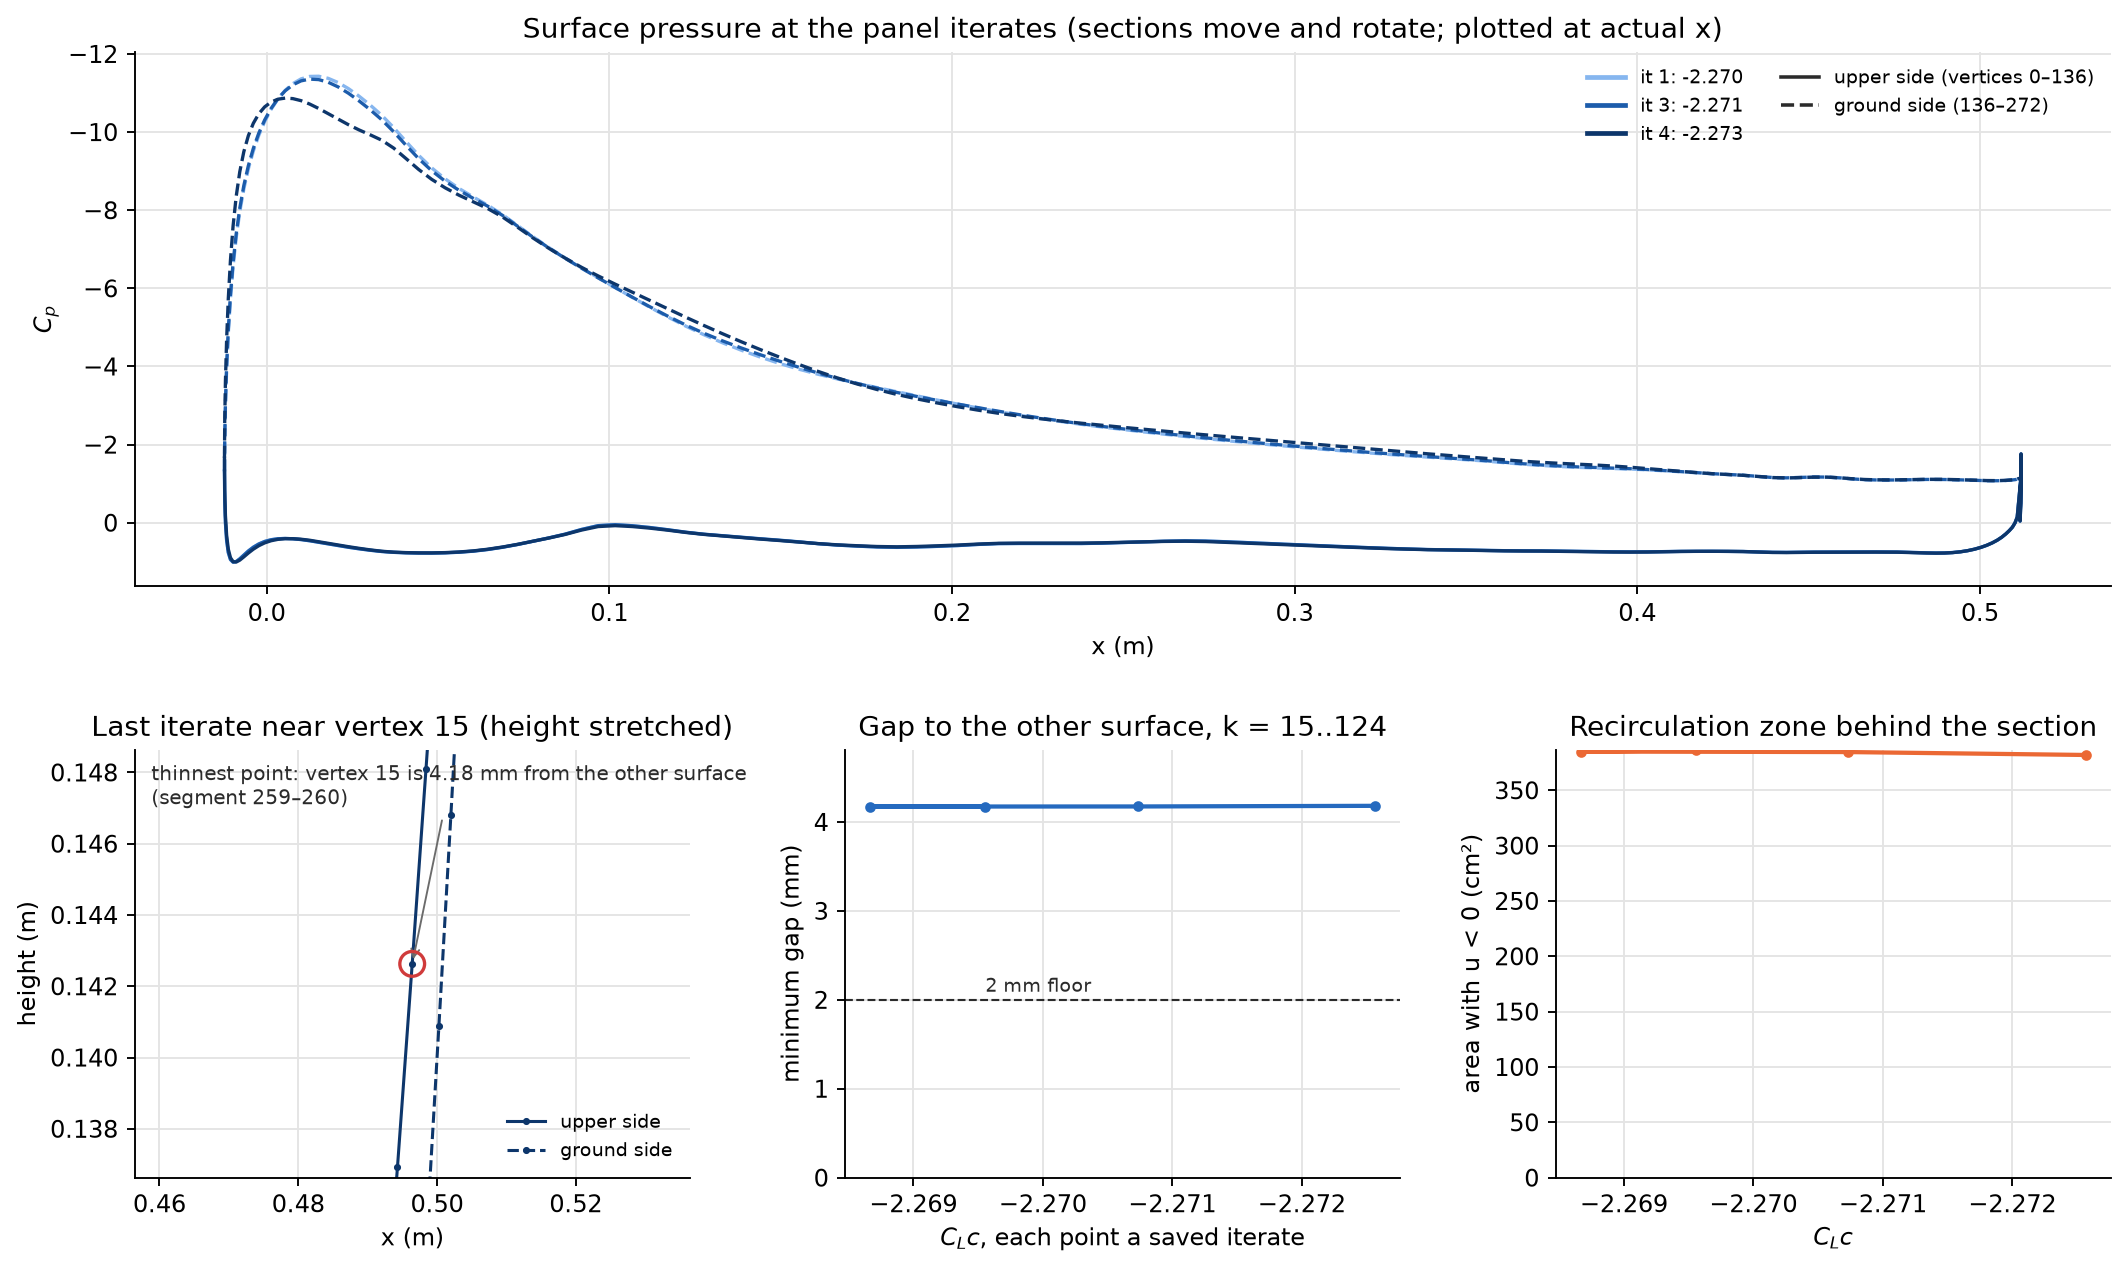 Surface pressure at the panel iterates (sections move and rotate; plotted at actual x)
−12
−10
−8
−6
−4
−2
0
C_p
it 1: -2.270
it 3: -2.271
it 4: -2.273
upper side (vertices 0–136)
ground side (136–272)
0.0 0.1 0.2 0.3 0.4 0.5
x (m)
Last iterate near vertex 15 (height stretched)
thinnest point: vertex 15 is 4.18 mm from the other surface
(segment 259–260)
0.148
0.146
0.144
0.142
0.140
0.138
height (m)
upper side
ground side
0.46 0.48 0.50 0.52
x (m)
Gap to the other surface, k = 15..124
4
3
2
1
0
minimum gap (mm)
2 mm floor
−2.269 −2.270 −2.271 −2.272
C_Lc, each point a saved iterate
Recirculation zone behind the section
350
300
250
200
150
100
50
0
area with u < 0 (cm²)
−2.269 −2.270 −2.271 −2.272
C_Lc